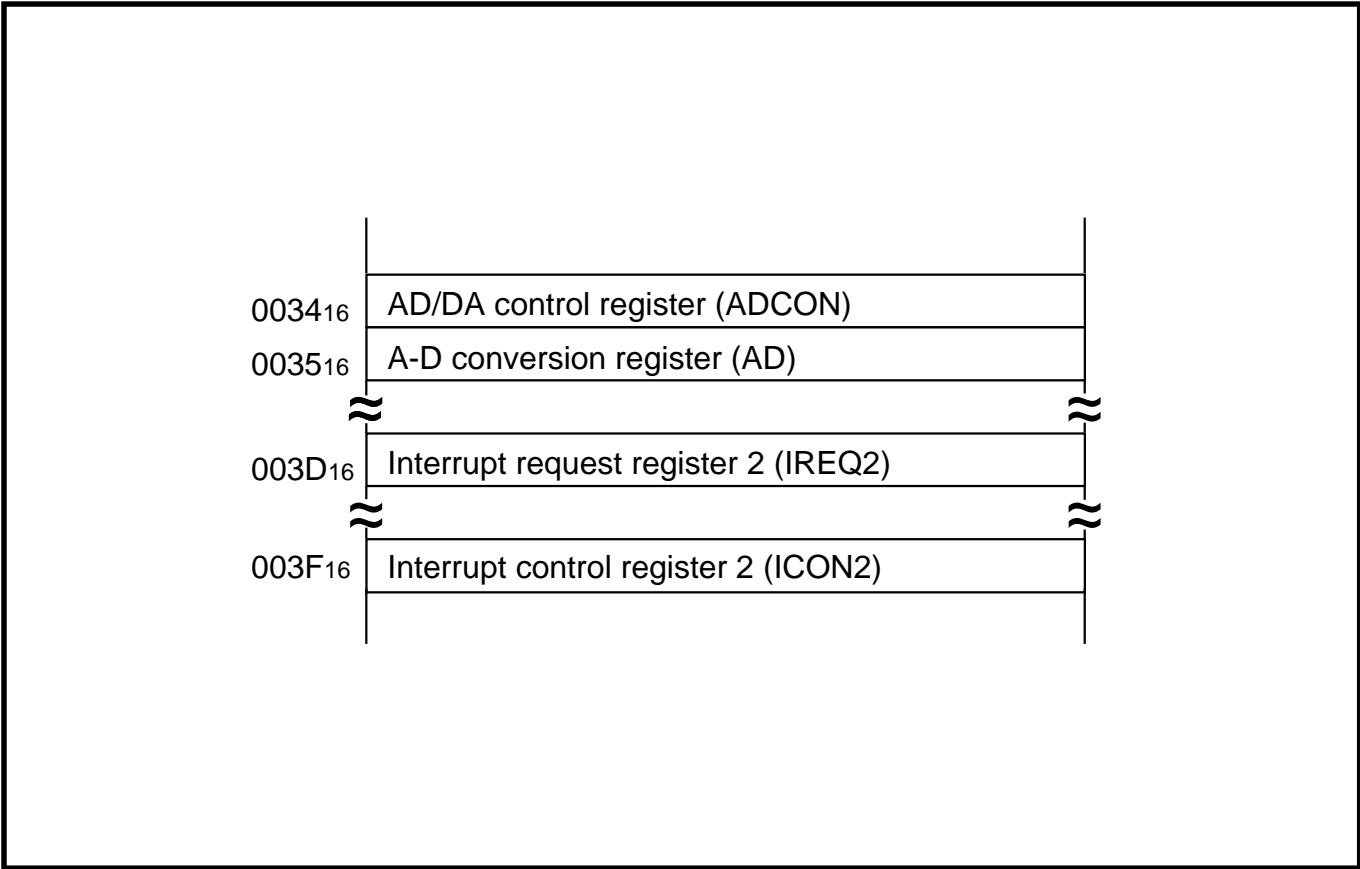 0034₁₆ AD/DA control register (ADCON)
0035₁₆ A-D conversion register (AD)
003D₁₆ Interrupt request register 2 (IREQ2)
003F₁₆ Interrupt control register 2 (ICON2)